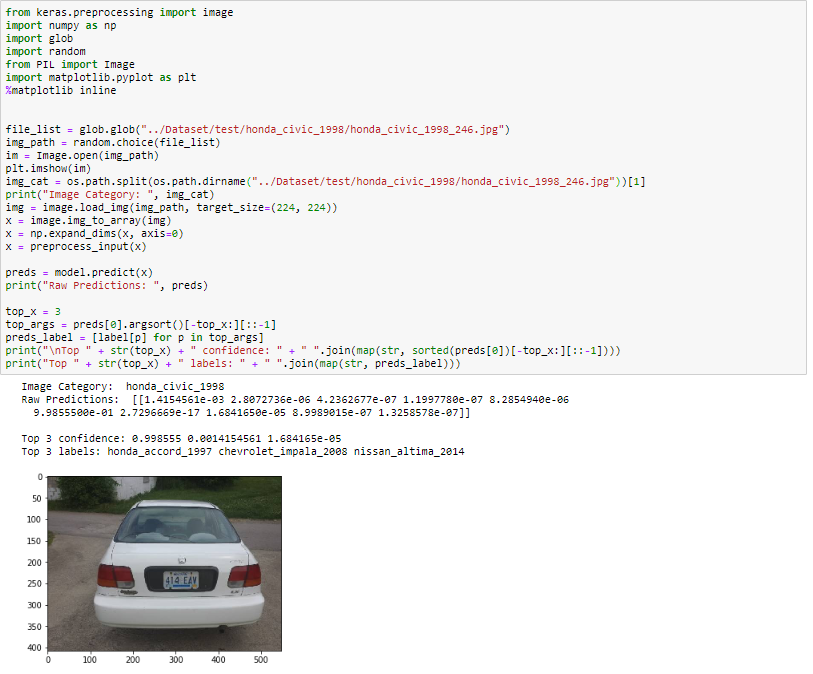 from keras.preprocessing import image
import numpy as np
import glob
import random
from PIL import Image
import matplotlib.pyplot as plt
%matplotlib inline
file_list = glob.glob("../Dataset/test/honda_civic_1998/honda_civic_1998_246.jpg")
img_path = random.choice(file_list)
im = Image.open(img_path)
plt.imshow(im)
img_cat = os.path.split(os.path.dirname("../Dataset/test/honda_civic_1998/honda_civic_1998_246.jpg"))[1]
print("Image Category: ", img_cat)
img = image.load_img(img_path, target_size=(224, 224))
x = image.img_to_array(img)
x = np.expand_dims(x, axis=0)
x = preprocess_input(x)
preds = model.predict(x)
print("Raw Predictions: ", preds)
top_x = 3
top_args = preds[0].argsort()[-top_x:][::-1]
preds_label = [label[p] for p in top_args]
print("\nTop " + str(top_x) + " confidence: " + " ".join(map(str, sorted(preds[0])[-top_x:][::-1])))
print("Top " + str(top_x) + " labels: " + " ".join(map(str, preds_label)))
Image Category:  honda_civic_1998
Raw Predictions:  [[1.4154561e-03 2.8072736e-06 4.2362677e-07 1.1997780e-07 8.2854940e-06
9.9855500e-01 2.7296669e-17 1.6841650e-05 8.9989015e-07 1.3258578e-07]]
Top 3 confidence: 0.998555 0.0014154561 1.684165e-05
Top 3 labels: honda_accord_1997 chevrolet_impala_2008 nissan_altima_2014
0
50
100
150
200
250
300
350
400
0 100 200 300 400 500
414 EAV